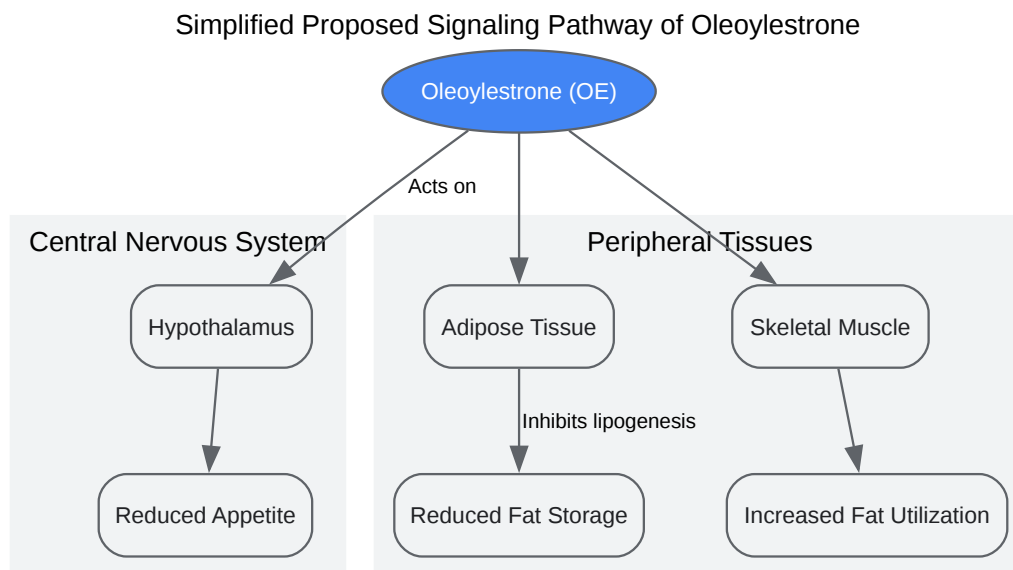 Simplified Proposed Signaling Pathway of Oleoylestrone
Oleoylestrone (OE)
Acts on
Central Nervous System
Peripheral Tissues
Hypothalamus
Adipose Tissue
Skeletal Muscle
Inhibits lipogenesis
Reduced Appetite
Reduced Fat Storage
Increased Fat Utilization